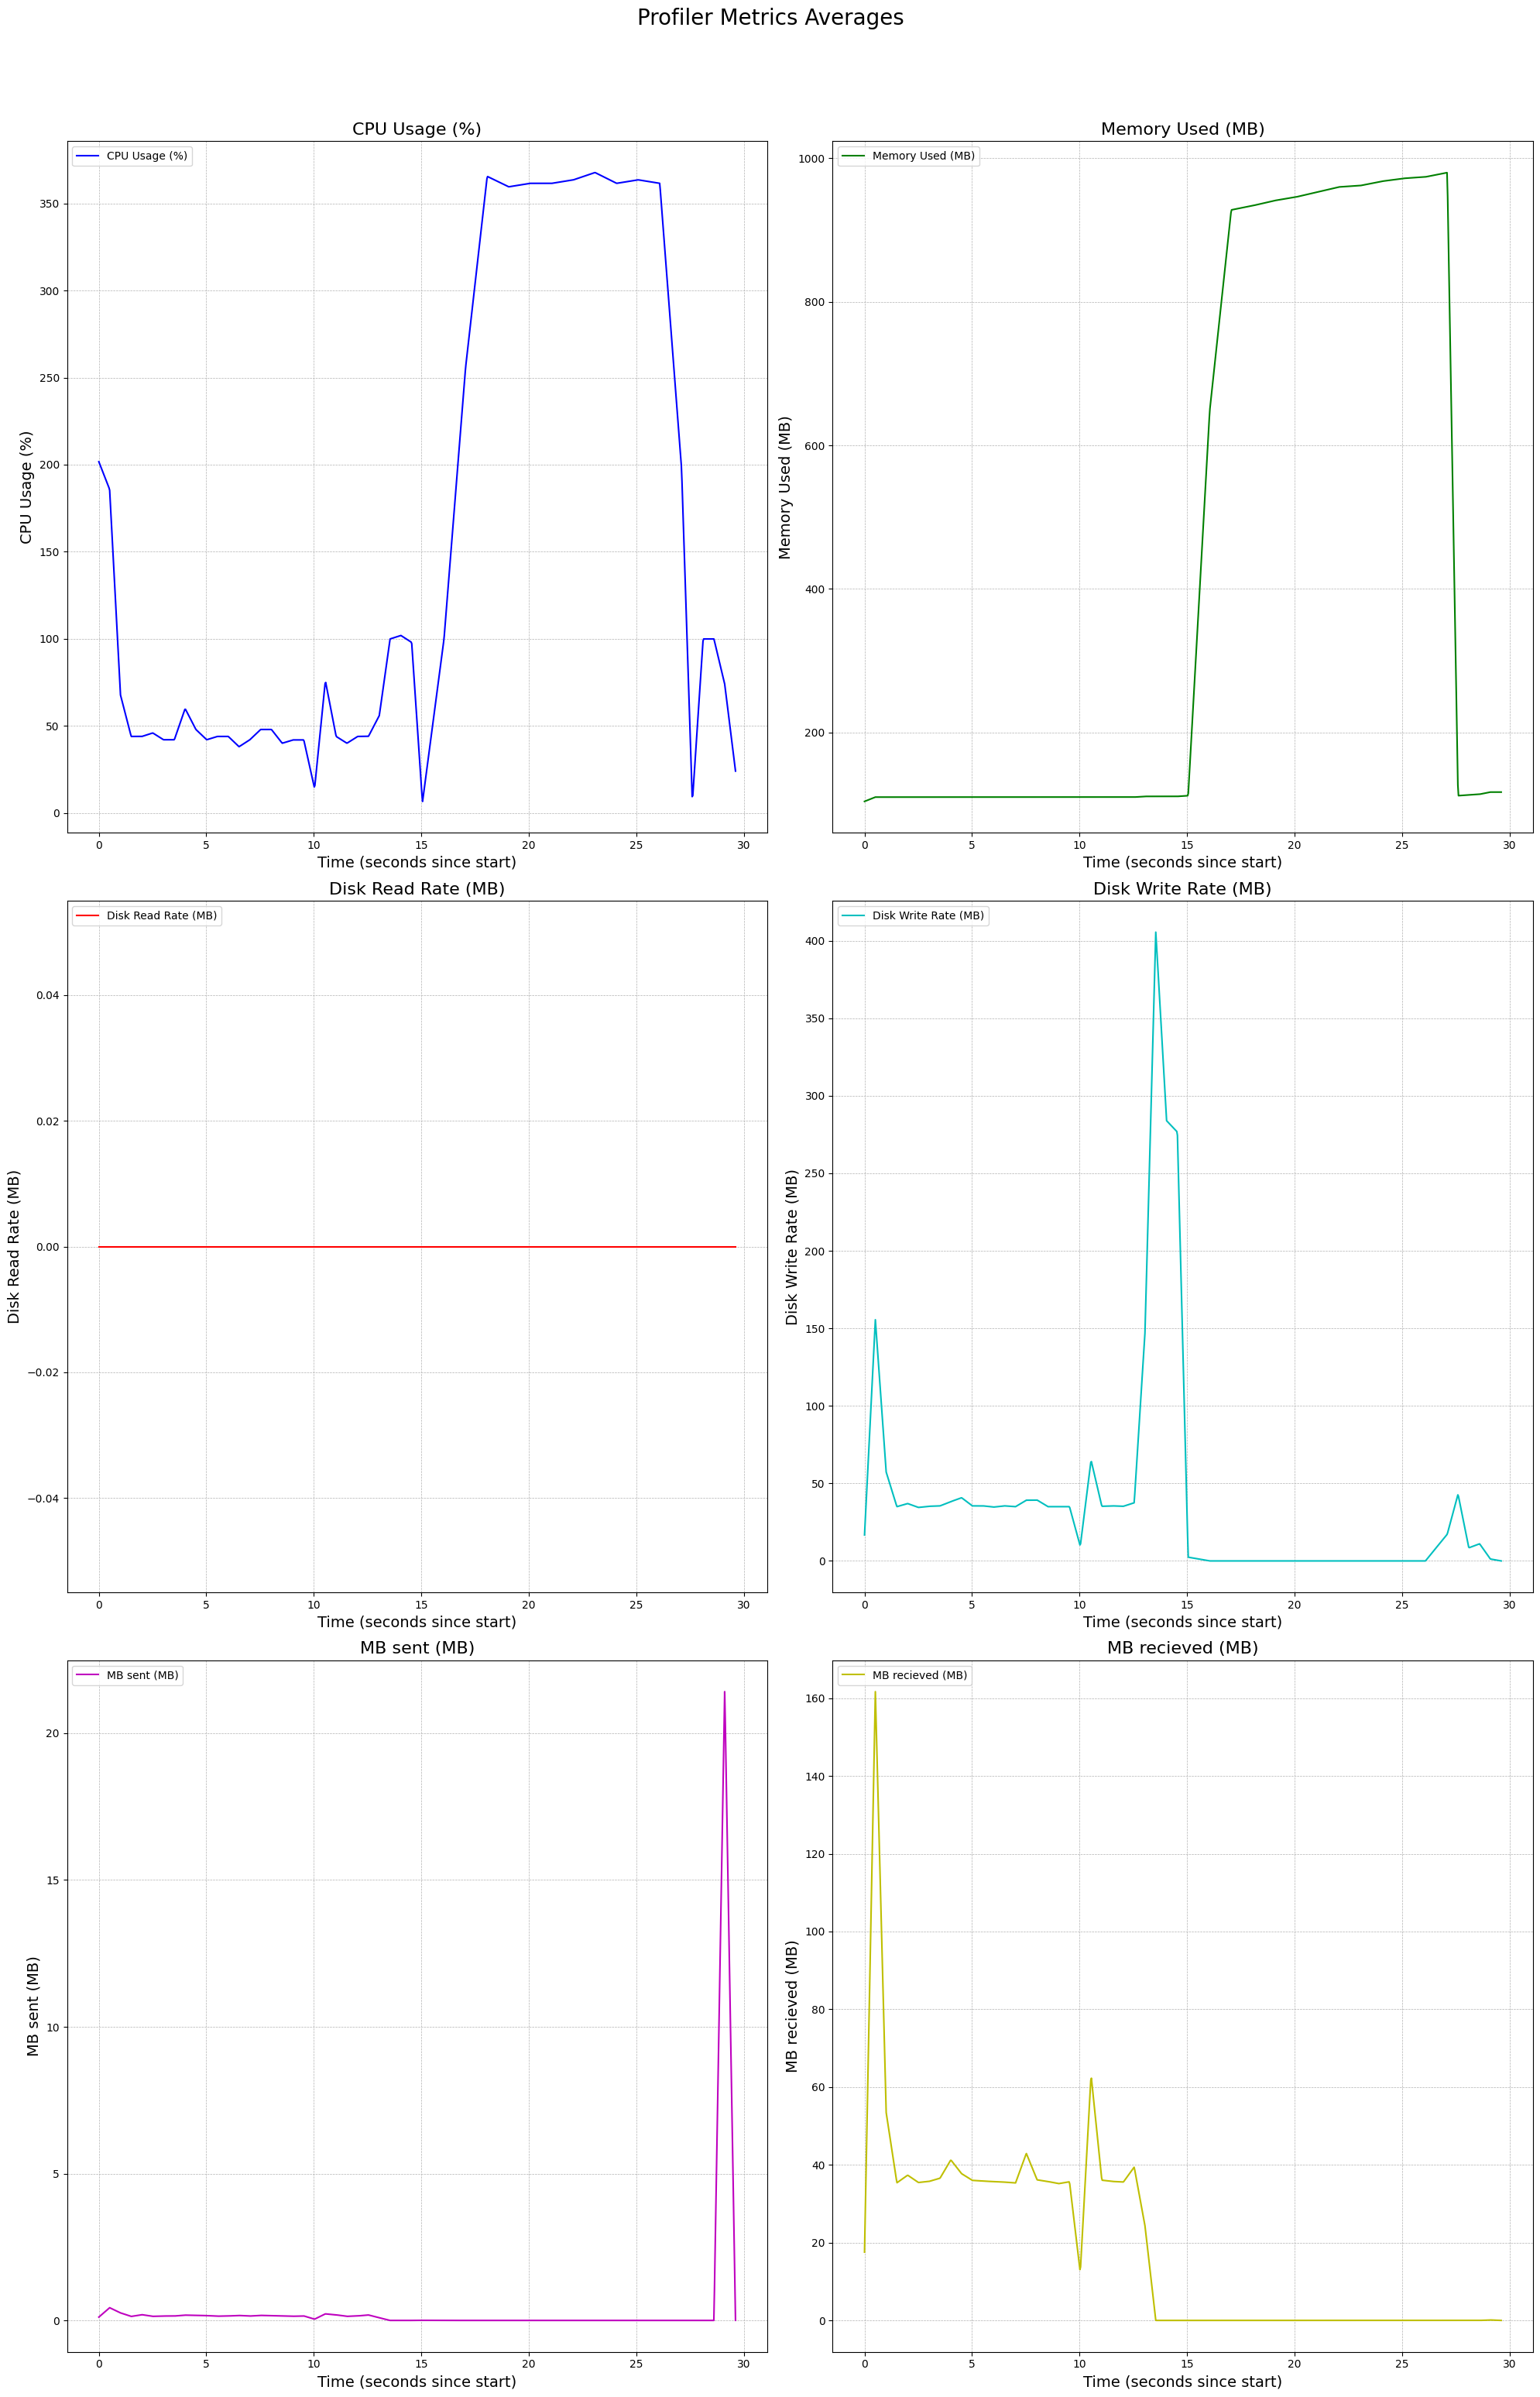 Profiler Metrics Averages
CPU Usage (%)
CPU Usage (%)
CPU Usage (%)
350
300
250
200
150
100
50
0
0 5 10 15 20 25 30
Time (seconds since start)
Memory Used (MB)
Memory Used (MB)
Memory Used (MB)
1000
800
600
400
200
0 5 10 15 20 25 30
Time (seconds since start)
Disk Read Rate (MB)
Disk Read Rate (MB)
Disk Read Rate (MB)
0.04
0.02
0.00
−0.02
−0.04
0 5 10 15 20 25 30
Time (seconds since start)
Disk Write Rate (MB)
Disk Write Rate (MB)
Disk Write Rate (MB)
400
350
300
250
200
150
100
50
0
0 5 10 15 20 25 30
Time (seconds since start)
MB sent (MB)
MB sent (MB)
MB sent (MB)
20
15
10
5
0
0 5 10 15 20 25 30
Time (seconds since start)
MB recieved (MB)
MB recieved (MB)
MB recieved (MB)
160
140
120
100
80
60
40
20
0
0 5 10 15 20 25 30
Time (seconds since start)